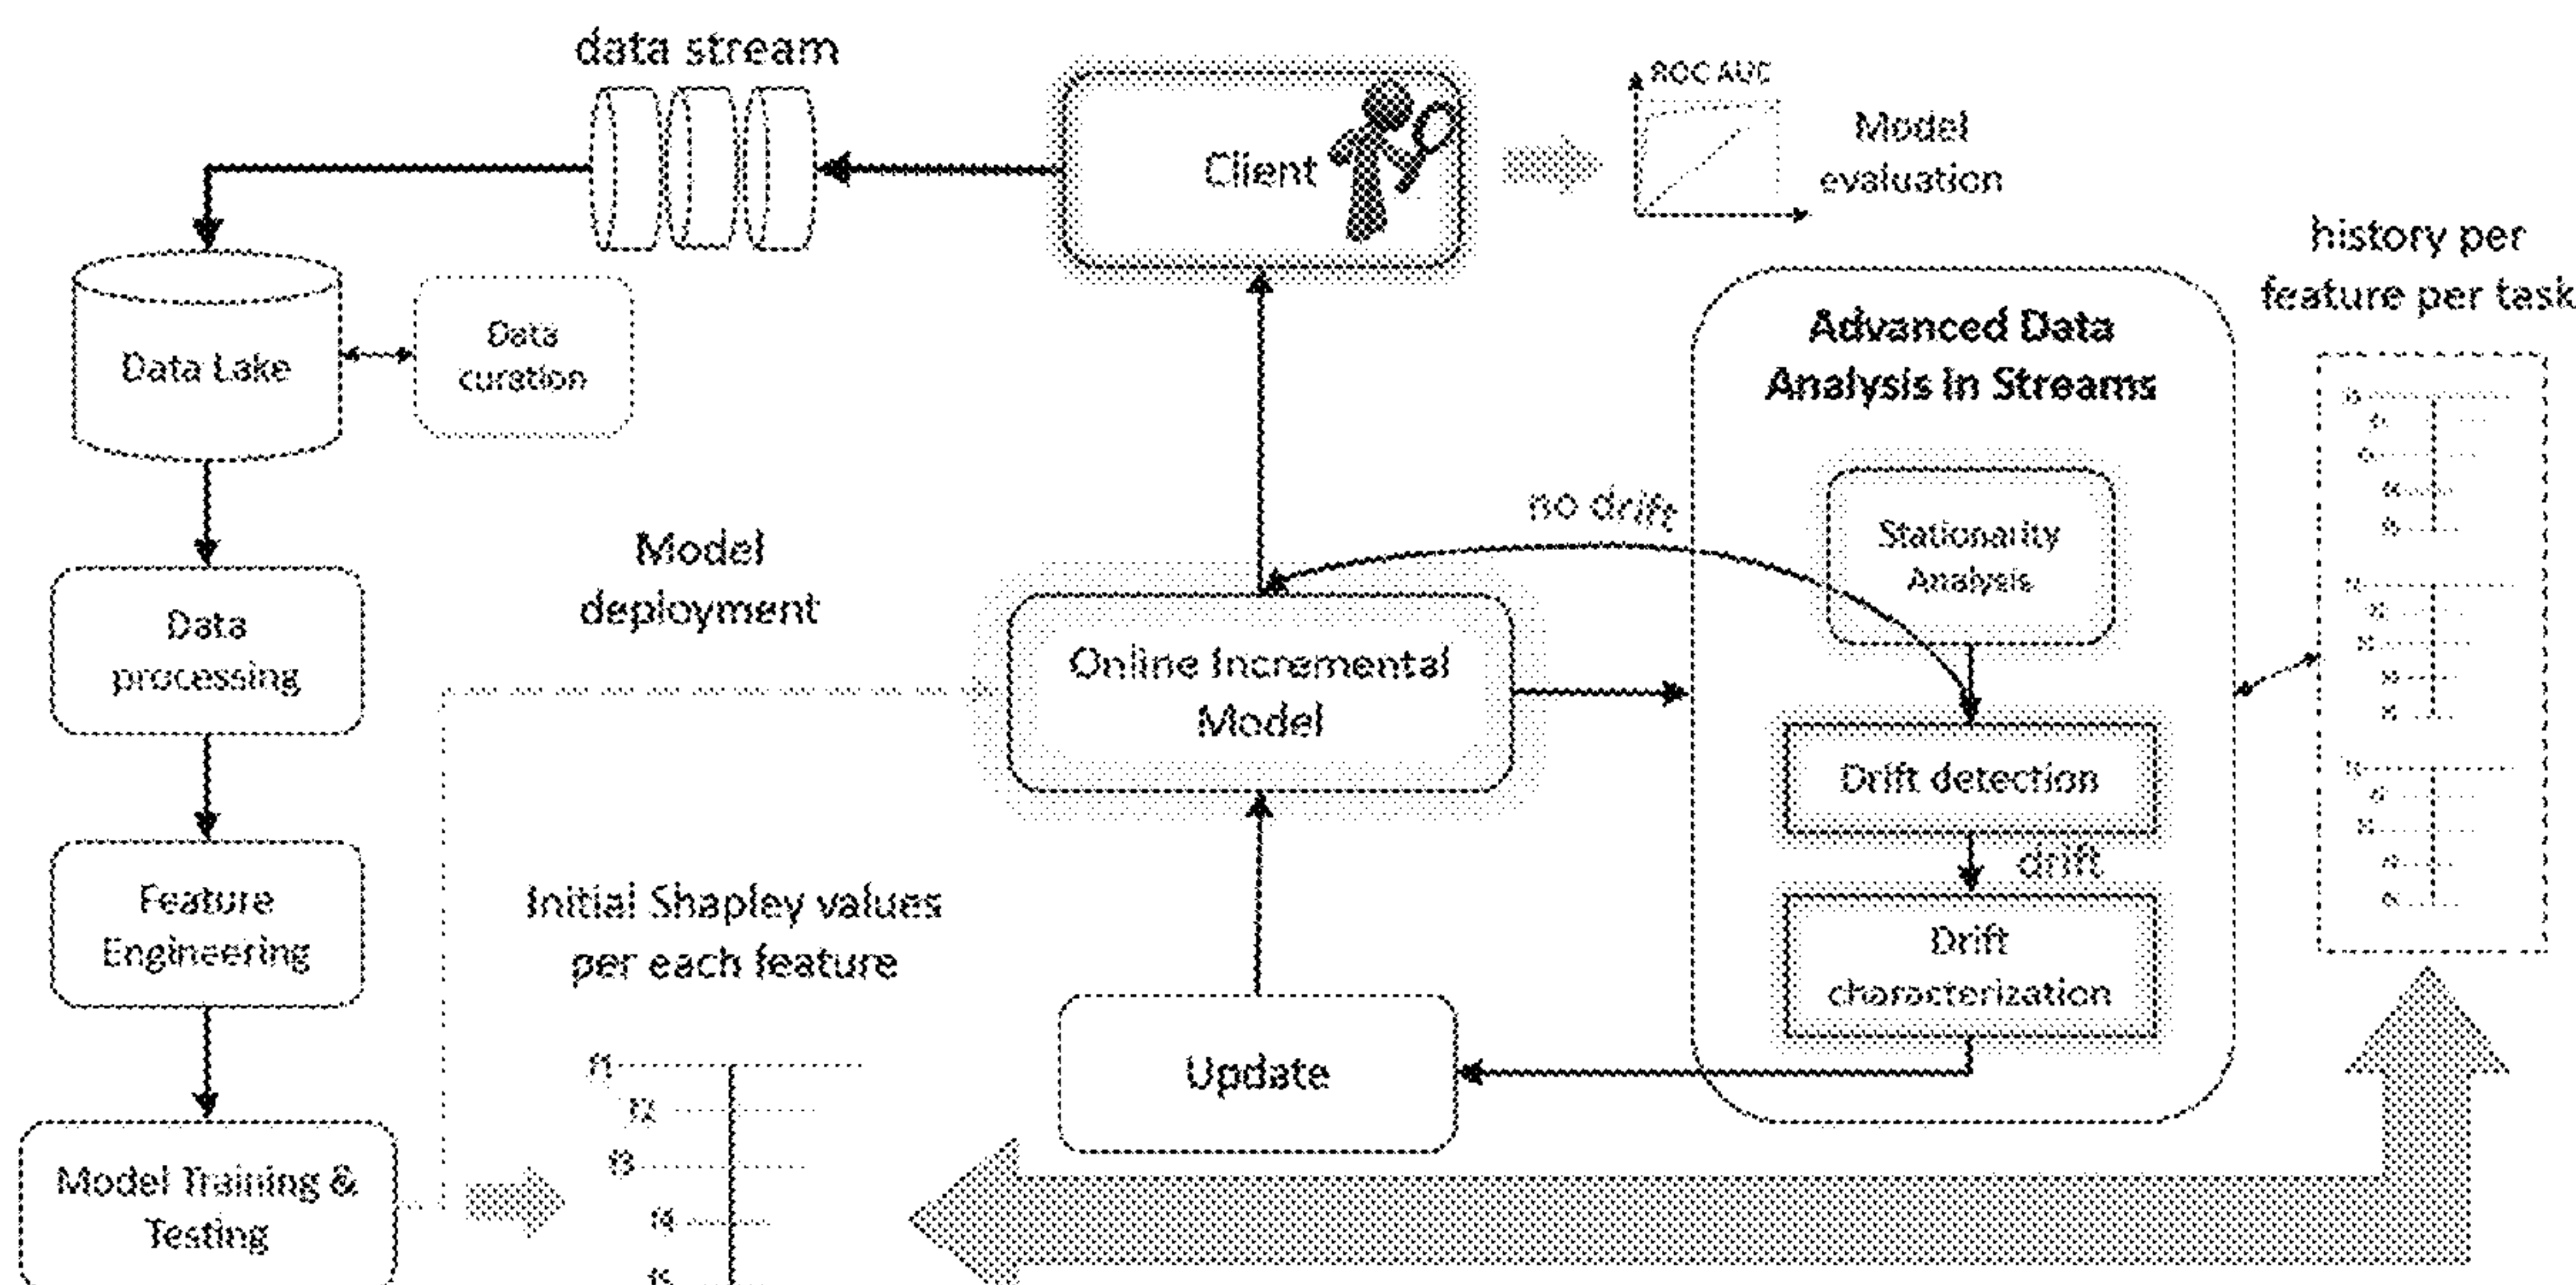 data stream
Client
ROC AUC
Model
evaluation
history per
feature per task
Data Lake
Data
curation
Advanced Data
Analysis in Streams
Stationarity
Analysis
no drift
Model
deployment
Data
processing
Online Incremental
Model
Drift detection
drift
Drift
characterization
Feature
Engineering
Initial Shapley values
per each feature
Update
f1
f2
f3
f4
f5
Model Training &
Testing